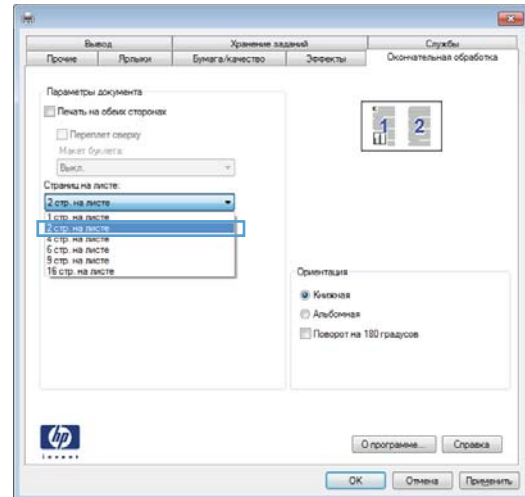 Вывод
Хранение заданий
Службы
Прочие
Ярлыки
Бумага/качество
Эффекты
Окончательная обработка
Параметры документа
Печать на обеих сторонах
Переплет сверху
Макет буклета:
Выкл.
Страниц на листе:
2 стр. на листе
1 стр. на листе
2 стр. на листе
4 стр. на листе
6 стр. на листе
9 стр. на листе
16 стр. на листе
1 2
Ориентация
Книжная
Альбомная
Поворот на 180 градусов
hp
invent
О программе...
Справка
OK
Отмена
Применить